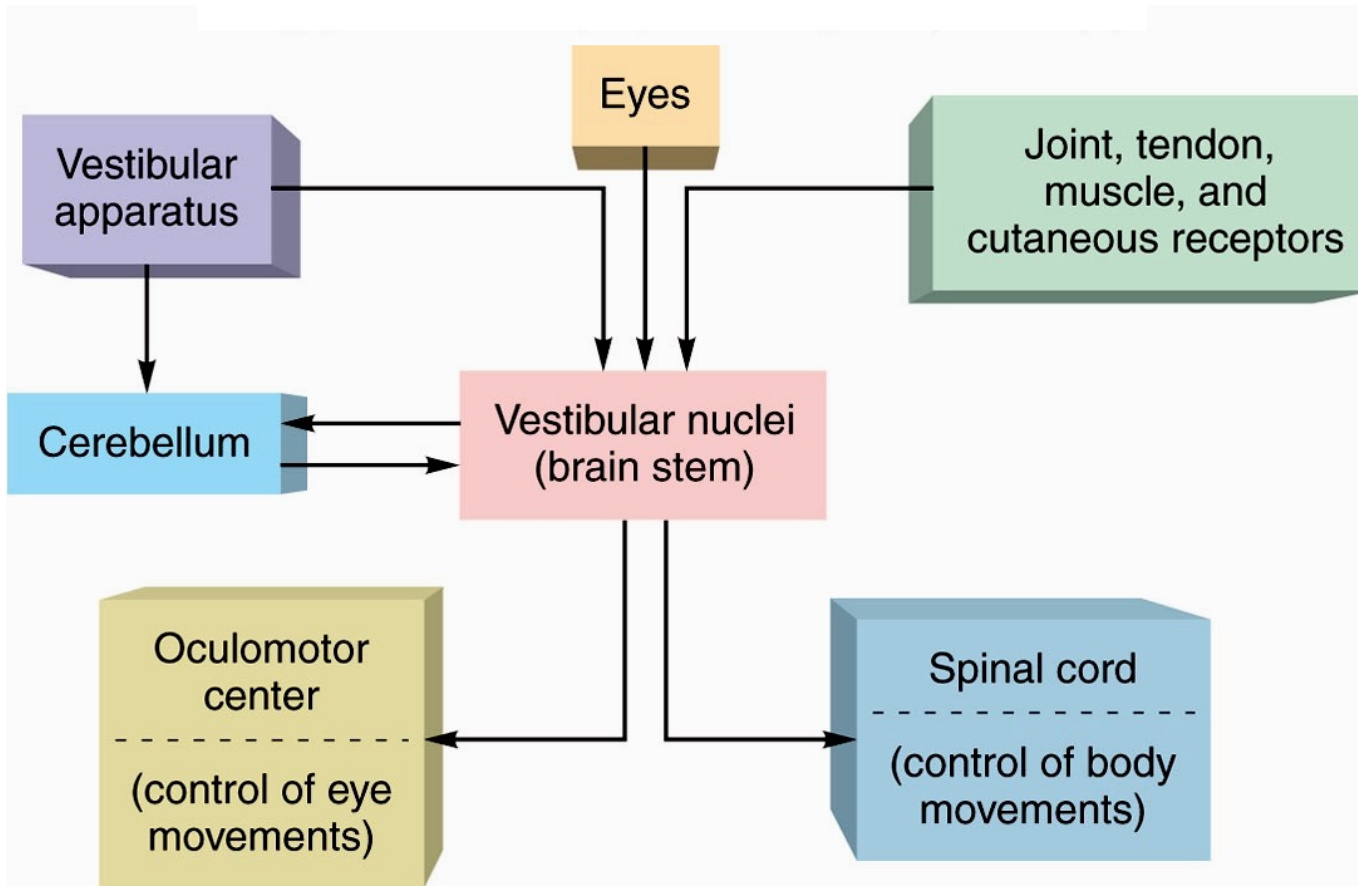 Eyes
Vestibular
apparatus
Joint, tendon,
muscle, and
cutaneous receptors
Cerebellum
Vestibular nuclei
(brain stem)
Oculomotor
center
(control of eye
movements)
Spinal cord
(control of body
movements)